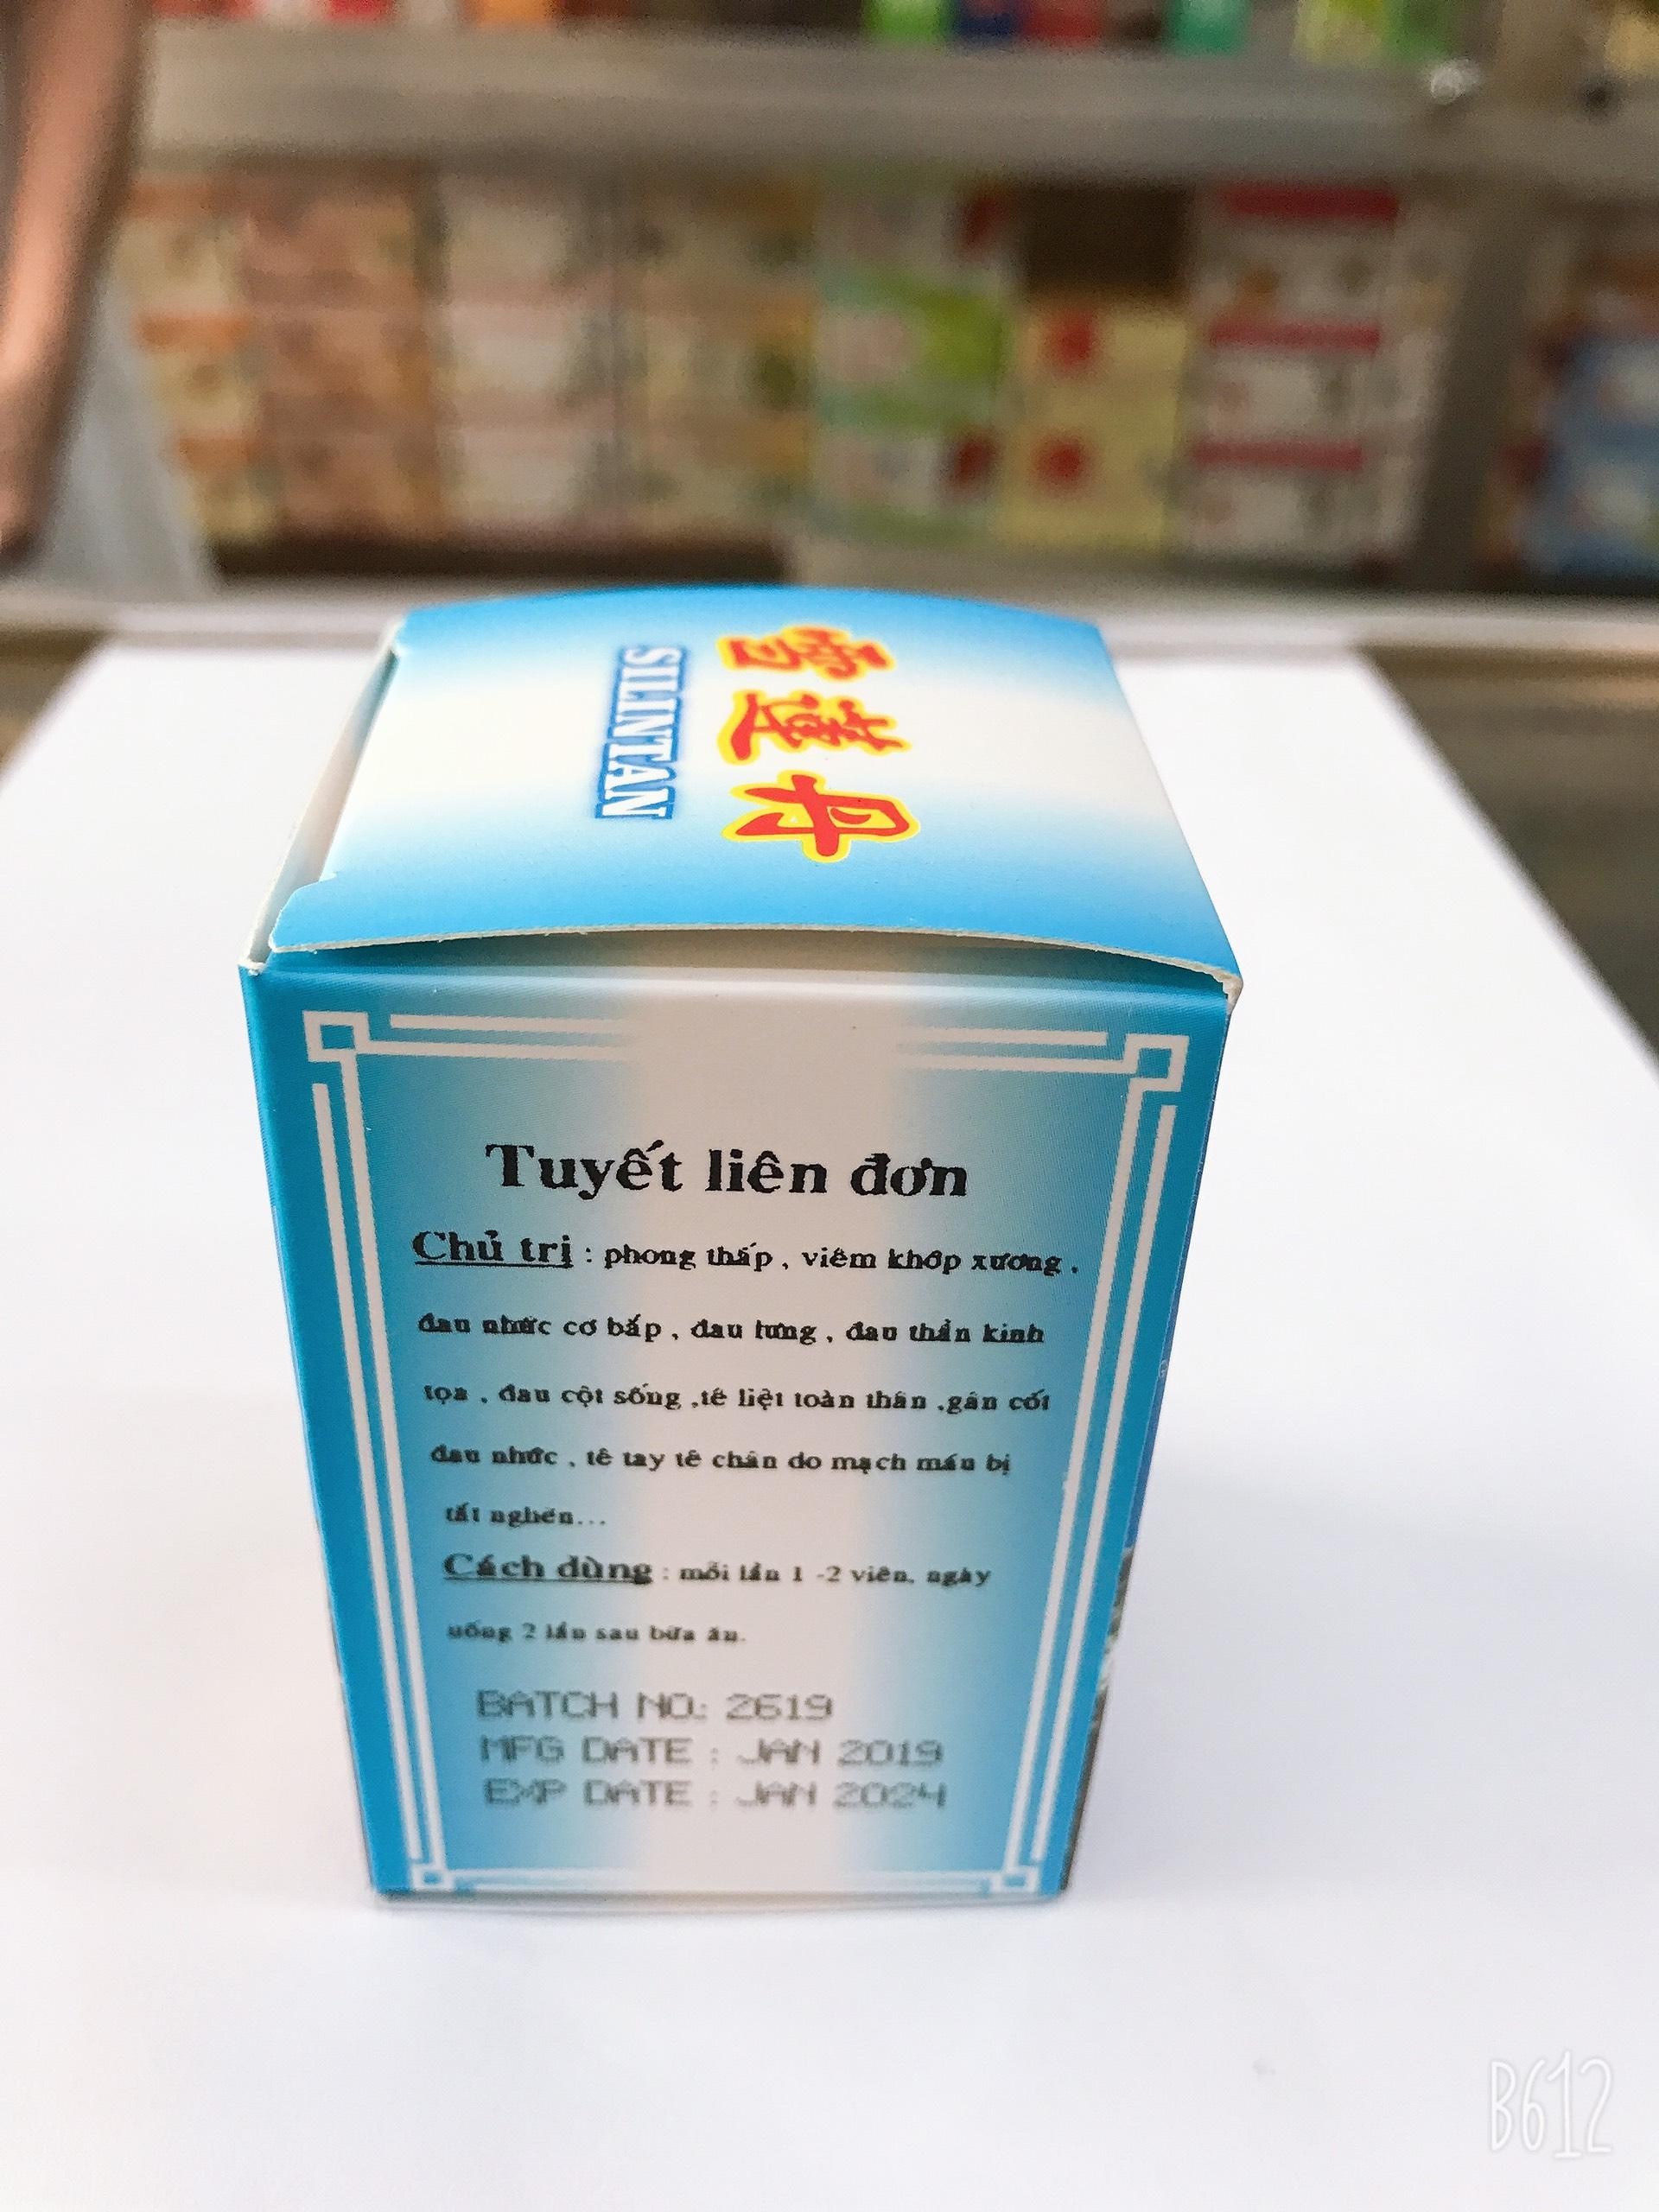 雪蓮丹
SILINTAN
Tuyết liên đơn
Chủ trị : phong thấp , viêm khớp xương ,
đau nhức cơ bắp , đau lưng , đau thần kinh
tọa , đau cột sống ,tê liệt toàn thân ,gân cốt
đau nhức , tê tay tê chân do mạch máu bị
tắt nghẽn...
Cách dùng : mỗi lần 1 -2 viên, ngày
uống 2 lần sau bữa ăn.
BATCH NO: 2619
MFG DATE : JAN 2019
EXP DATE : JAN 2024
B612